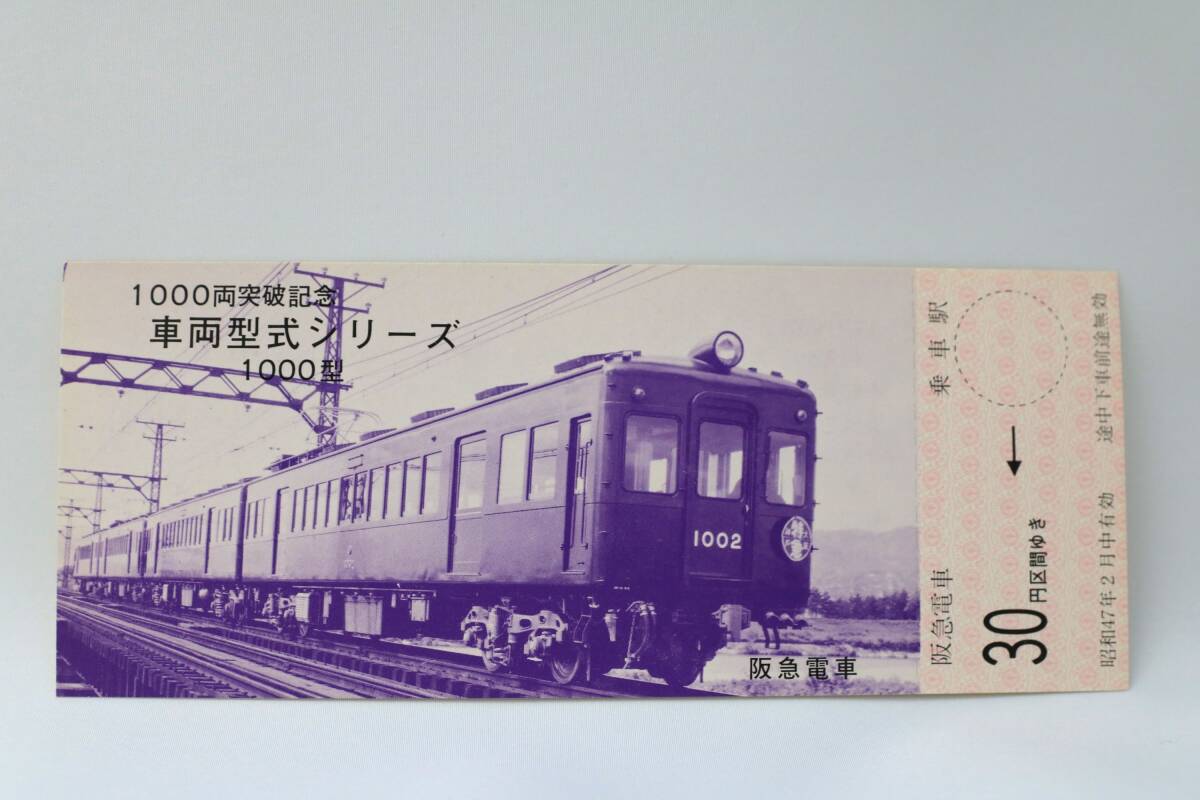 1000両突破記念
車両型式シリーズ
1000型
1002
特急
阪急電車
乗車駅
阪急電車
30円区間ゆき
途中下車前途無効
昭和47年2月中有効